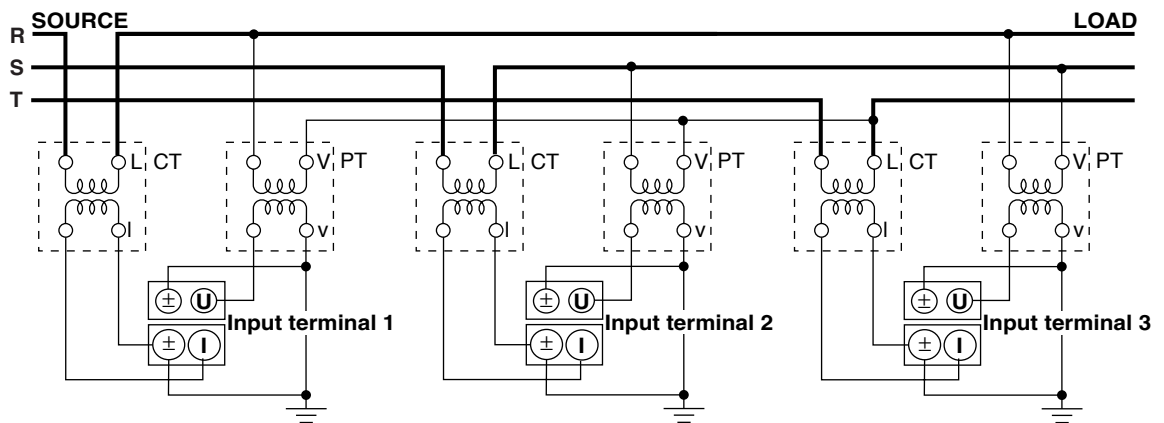 SOURCE LOAD
R
S
T
L CT V PT L CT V PT L CT V PT
l v l v l v
± U ± U ± U
Input terminal 1 Input terminal 2 Input terminal 3
± I ± I ± I